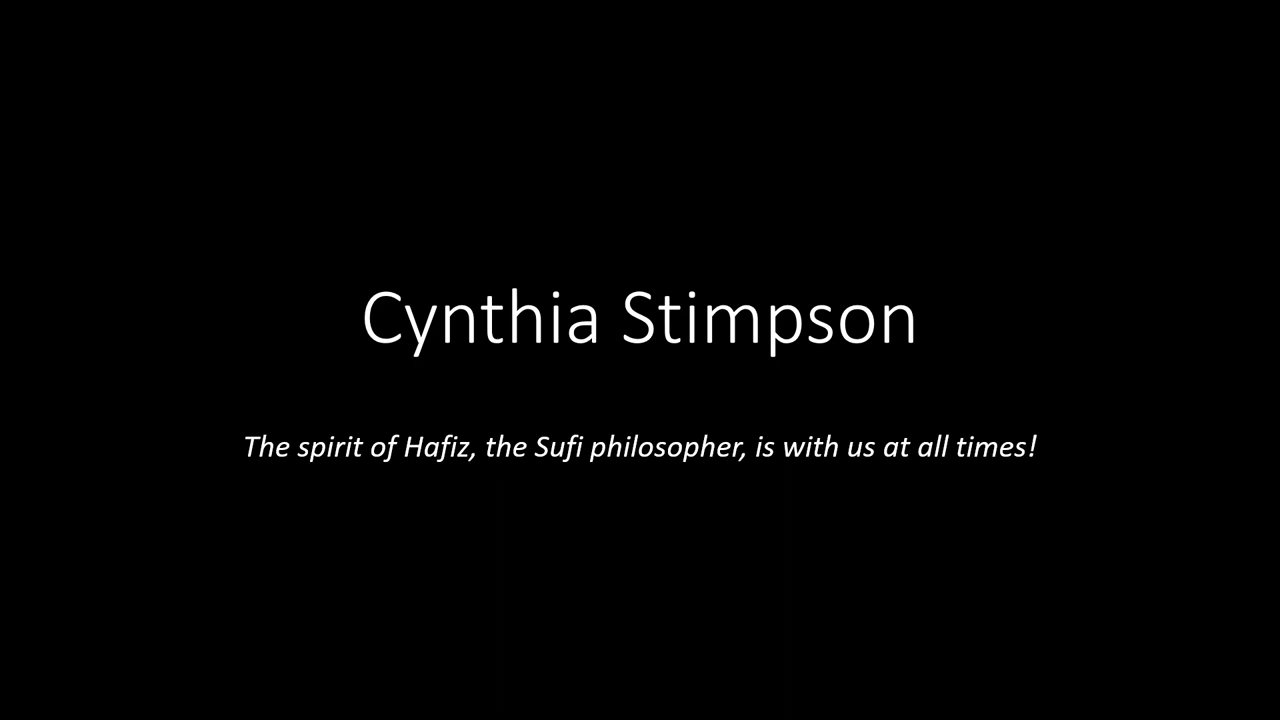 Cynthia Stimpson
The spirit of Hafiz, the Sufi philosopher, is with us at all times!